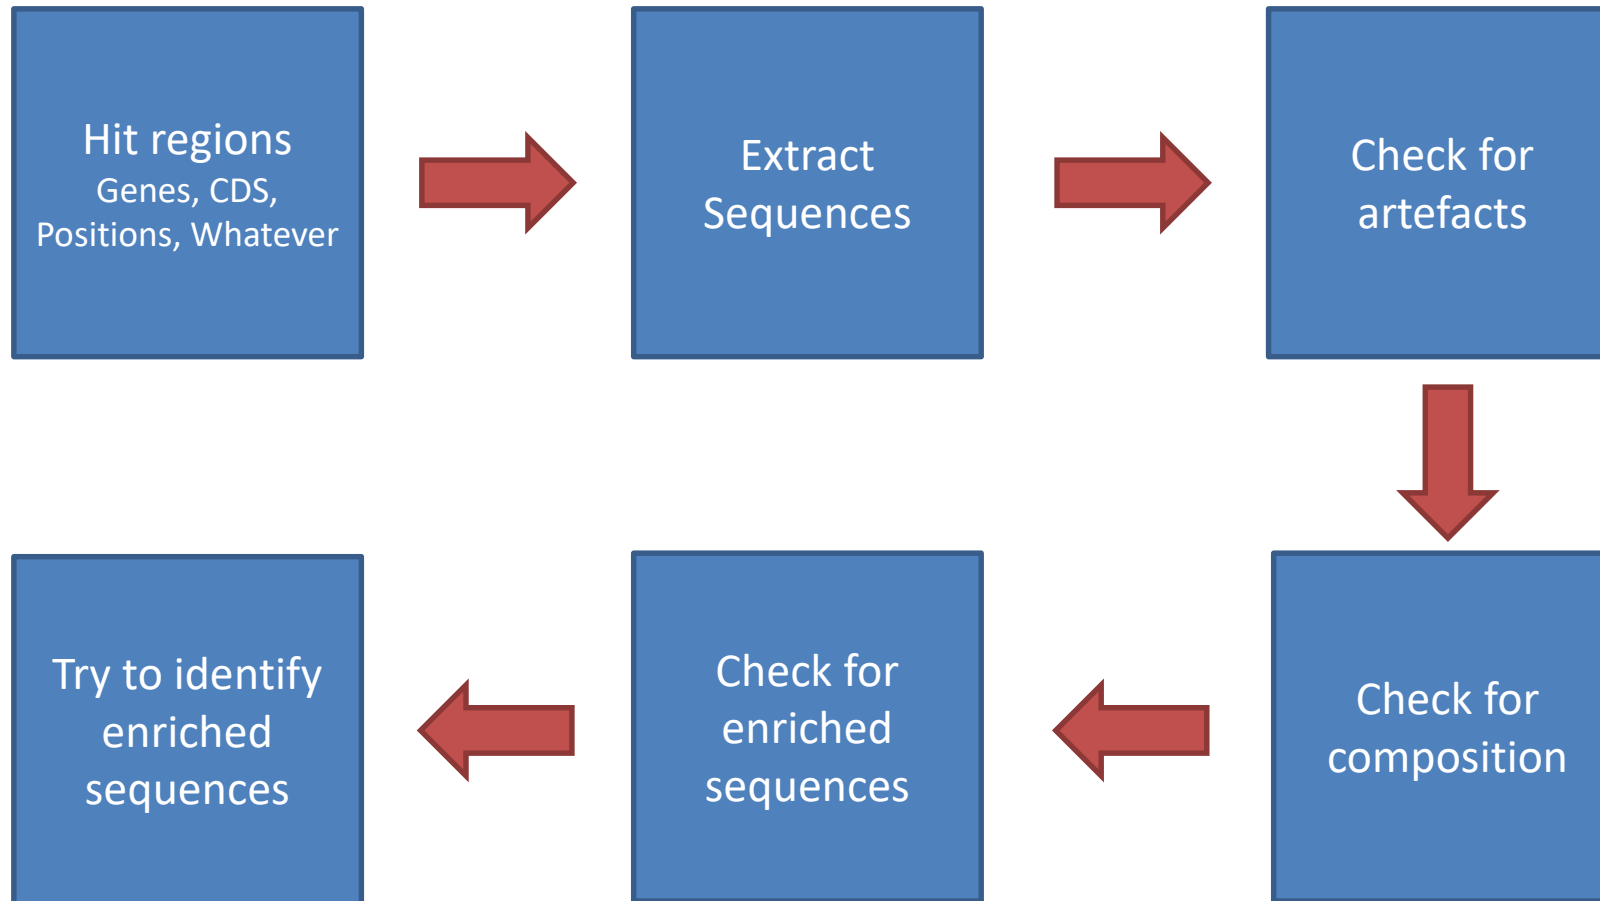 Hit regions
Genes, CDS,
Positions, Whatever
Extract
Sequences
Check for
artefacts
Check for
composition
Check for
enriched
sequences
Try to identify
enriched
sequences